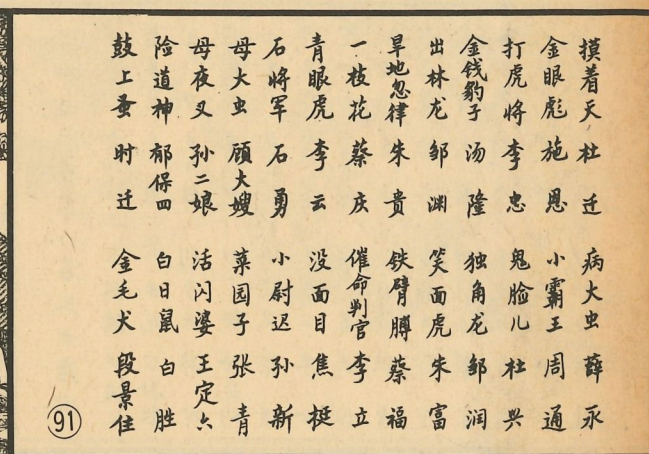 摸着天 杜迁 病大虫 薛永
金眼彪 施恩 小霸王 周通
打虎将 李忠 鬼脸儿 杜兴
金钱豹子 汤隆 独角龙 邹润
出林龙 邹渊 笑面虎 朱富
旱地忽律 朱贵 铁臂膊 蔡福
一枝花 蔡庆 催命判官 李立
青眼虎 李云 没面目 焦挺
石将军 石勇 小尉迟 孙新
母大虫 顾大嫂 菜园子 张青
母夜叉 孙二娘 活闪婆 王定六
险道神 郁保四 白日鼠 白胜
鼓上蚤 时迁 金毛犬 段景住
91